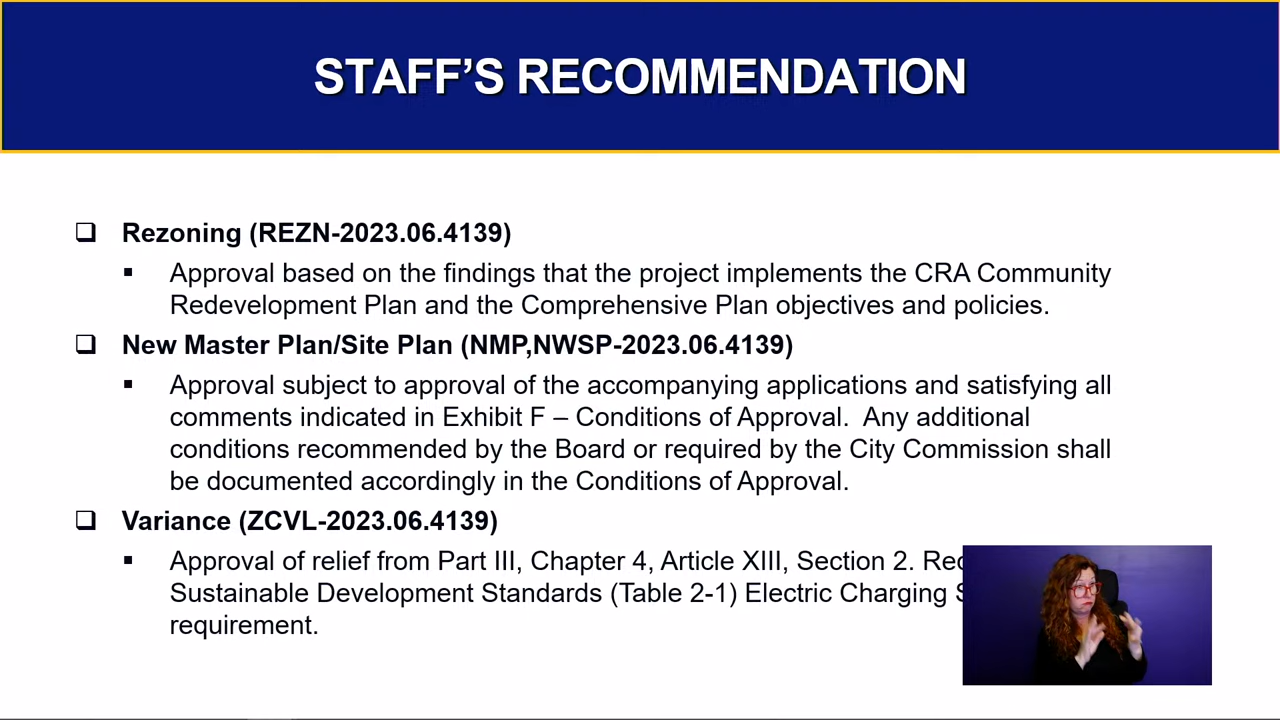 STAFF’S RECOMMENDATION
Rezoning (REZN-2023.06.4139)
Approval based on the findings that the project implements the CRA Community
Redevelopment Plan and the Comprehensive Plan objectives and policies.
New Master Plan/Site Plan (NMP,NWSP-2023.06.4139)
Approval subject to approval of the accompanying applications and satisfying all
comments indicated in Exhibit F – Conditions of Approval.  Any additional
conditions recommended by the Board or required by the City Commission shall
be documented accordingly in the Conditions of Approval.
Variance (ZCVL-2023.06.4139)
Approval of relief from Part III, Chapter 4, Article XIII, Section 2.
Sustainable Development Standards (Table 2-1) Electric Charging
requirement.